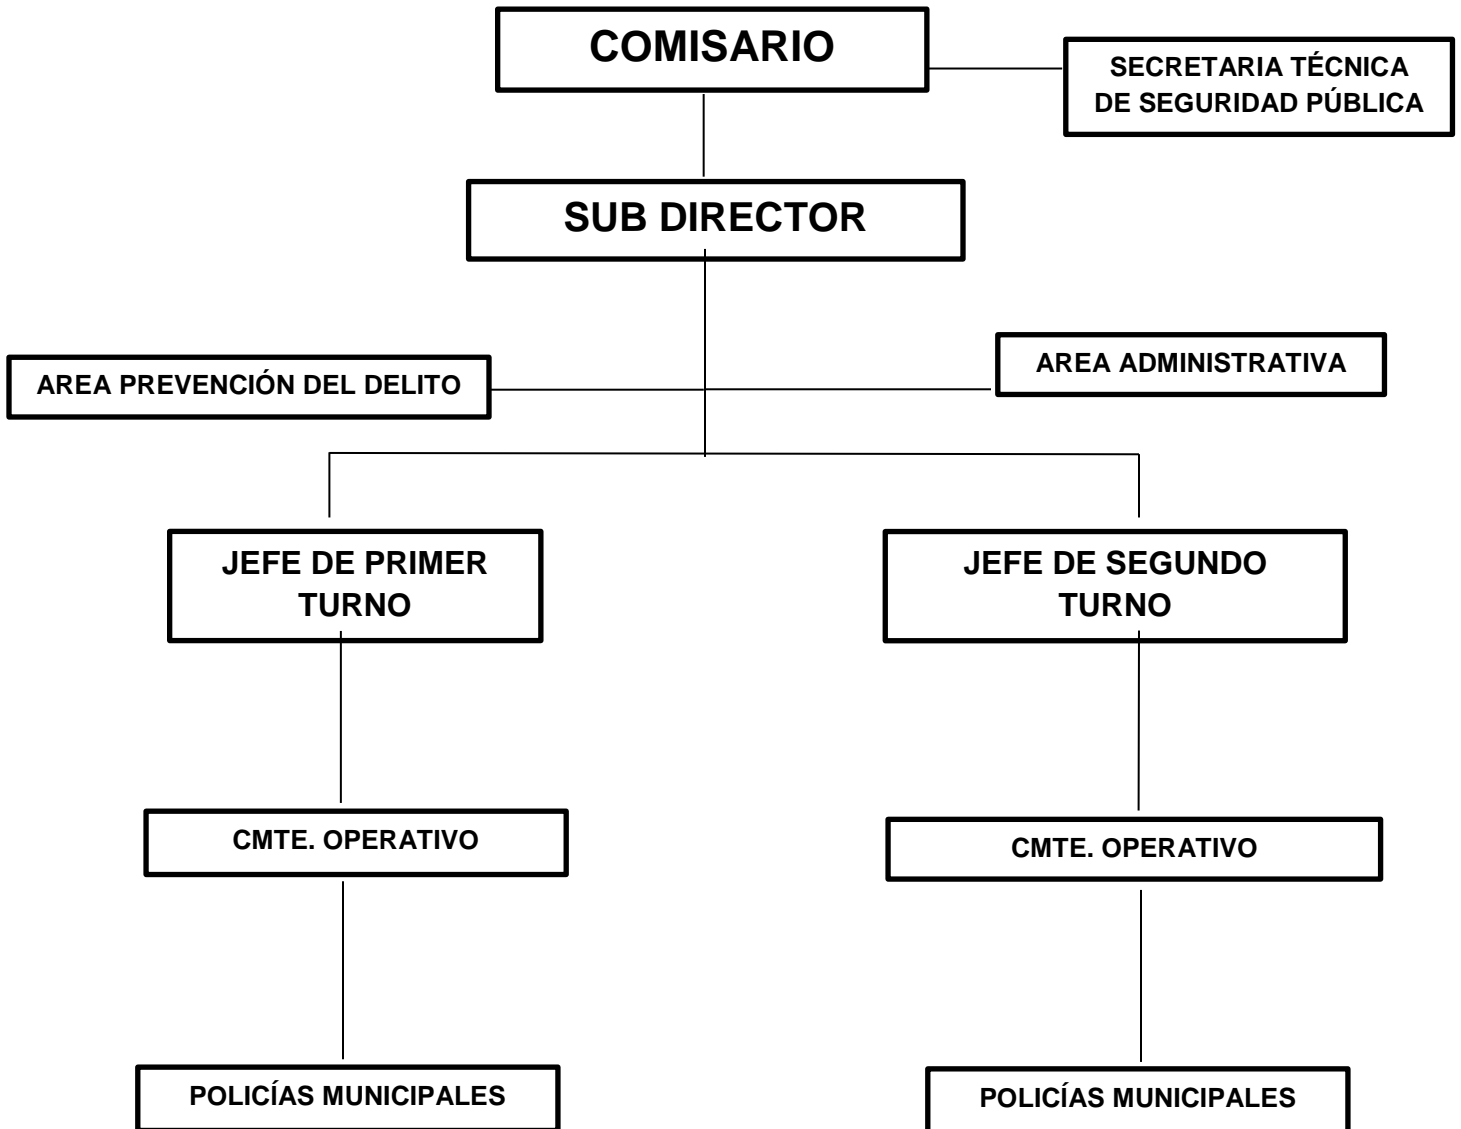 COMISARIO
SECRETARIA TÉCNICA
DE SEGURIDAD PÚBLICA
SUB DIRECTOR
AREA PREVENCIÓN DEL DELITO
AREA ADMINISTRATIVA
JEFE DE PRIMER
TURNO
JEFE DE SEGUNDO
TURNO
CMTE. OPERATIVO
CMTE. OPERATIVO
POLICÍAS MUNICIPALES
POLICÍAS MUNICIPALES